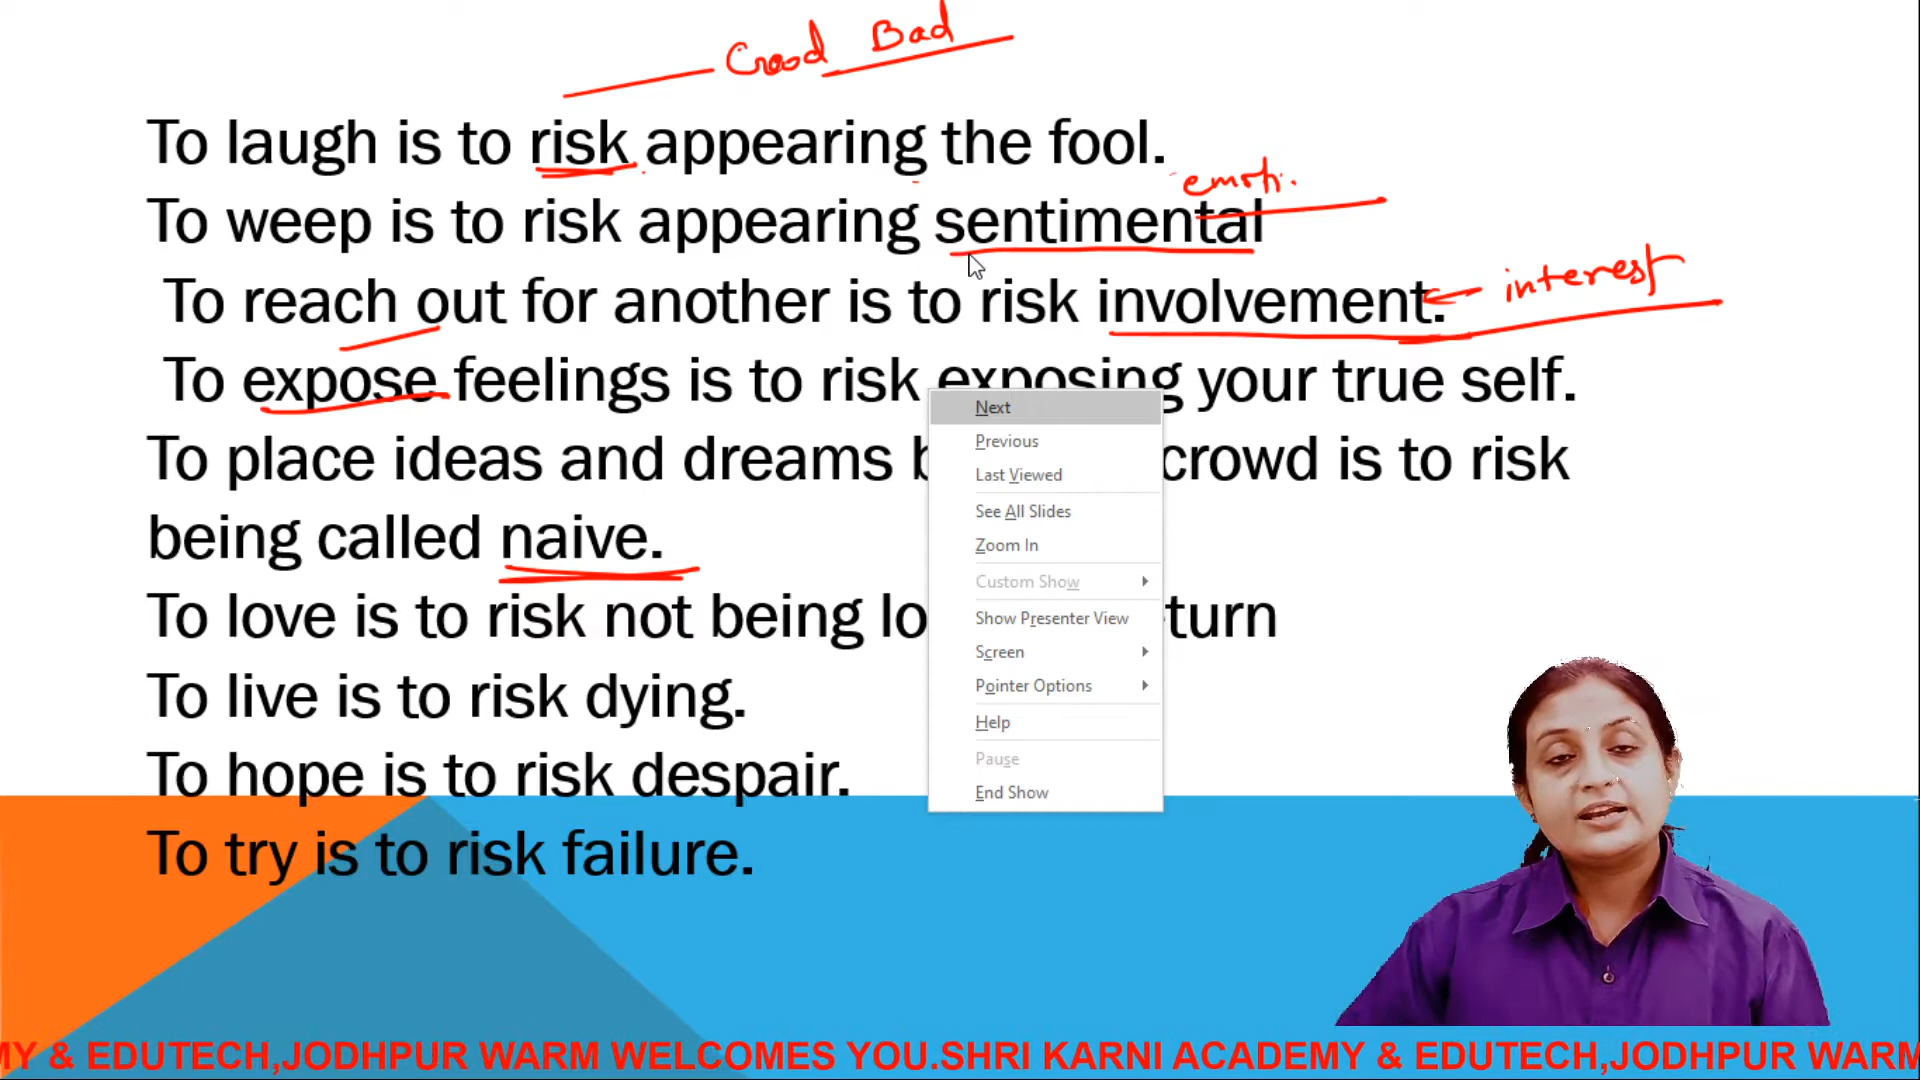 Good Bad
To laugh is to risk appearing the fool.
emoti.
To weep is to risk appearing sentimental
To reach out for another is to risk involvement.
interest
To expose feelings is to risk exposing your true self.
To place ideas and dreams b crowd is to risk
being called naive.
To love is to risk not being lo eturn
To live is to risk dying.
To hope is to risk despair.
To try is to risk failure.
Next
Previous
Last Viewed
See All Slides
Zoom In
Custom Show
Show Presenter View
Screen
Pointer Options
Help
Pause
End Show
MY & EDUTECH,JODHPUR WARM WELCOMES YOU.SHRI KARNI ACADEMY & EDUTECH,JODHPUR WARM